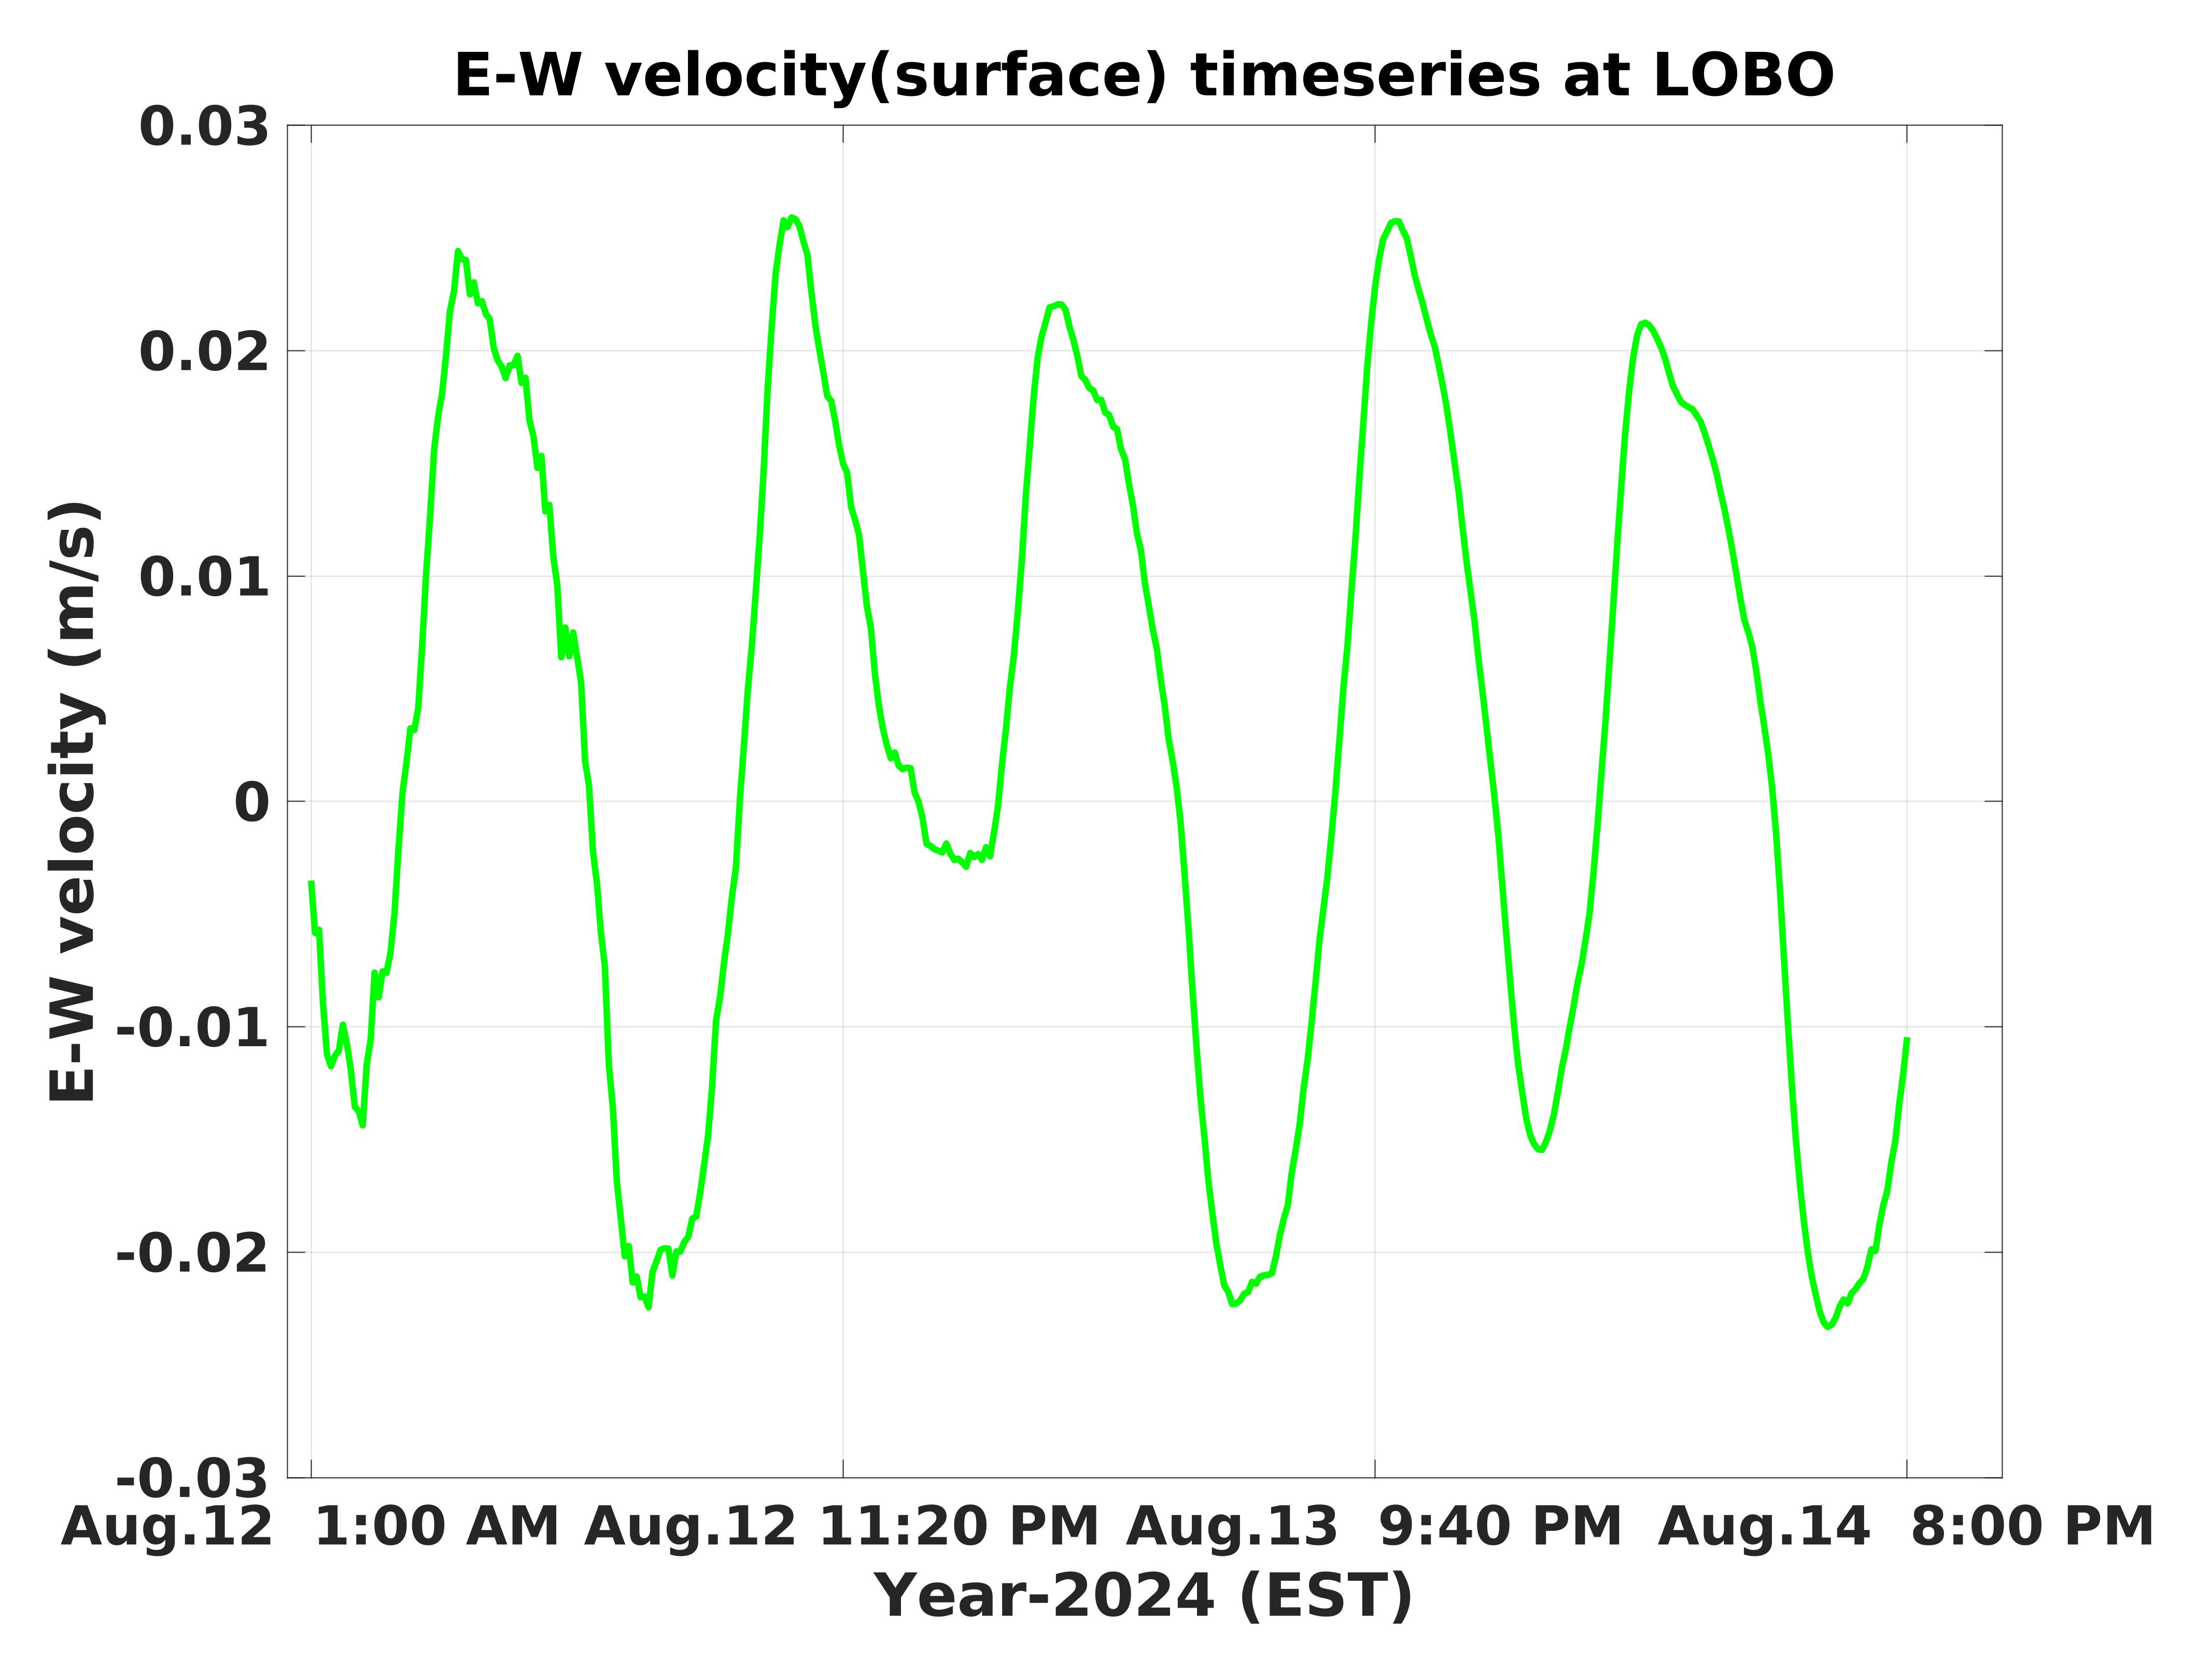 E-W velocity(surface) timeseries at LOBO
E-W velocity (m/s)
0.03
0.02
0.01
0
-0.01
-0.02
-0.03
Aug.12 1:00 AM Aug.12 11:20 PM Aug.13 9:40 PM Aug.14 8:00 PM
Year-2024 (EST)